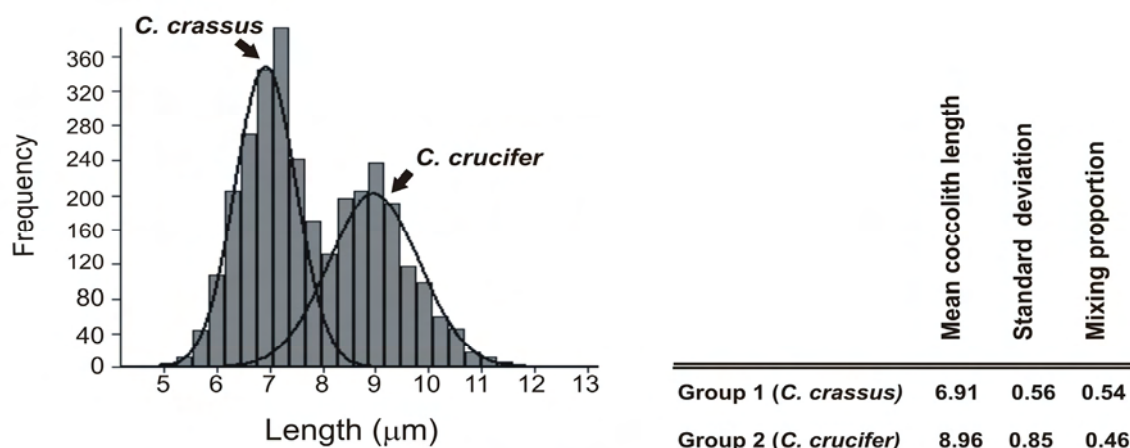 C. crassus
C. crucifer
Frequency
360
320
280
240
200
160
120
80
40
0
5 6 7 8 9 10 11 12 13
Length (μm)
Mean coccolith length
Standard deviation
Mixing proportion
Group 1 (C. crassus) 6.91 0.56 0.54
Group 2 (C. crucifer) 8.96 0.85 0.46